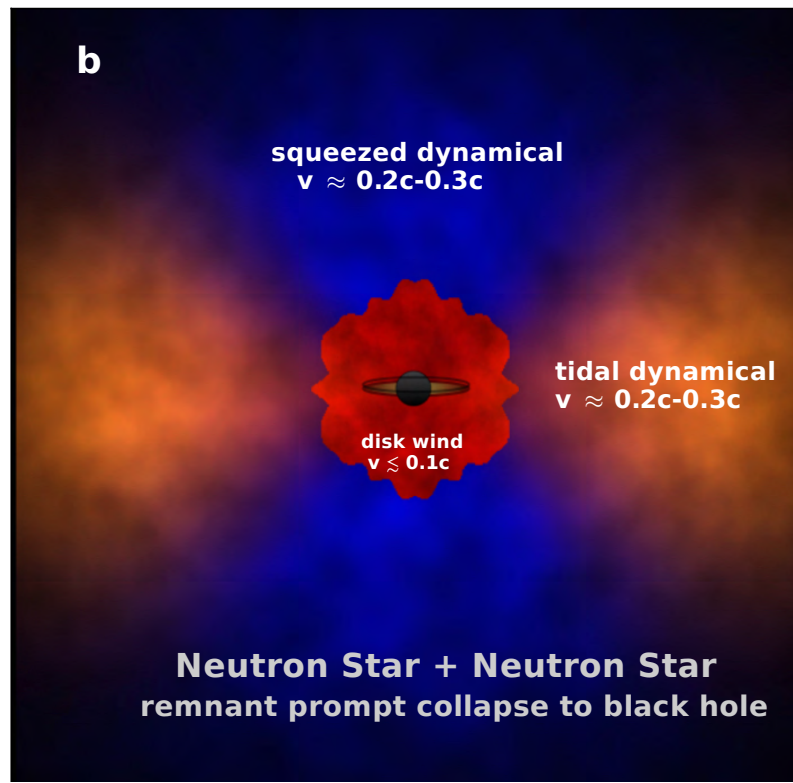 b
squeezed dynamical
v ≈ 0.2c-0.3c
tidal dynamical
v ≈ 0.2c-0.3c
disk wind
v ≲ 0.1c
Neutron Star + Neutron Star
remnant prompt collapse to black hole